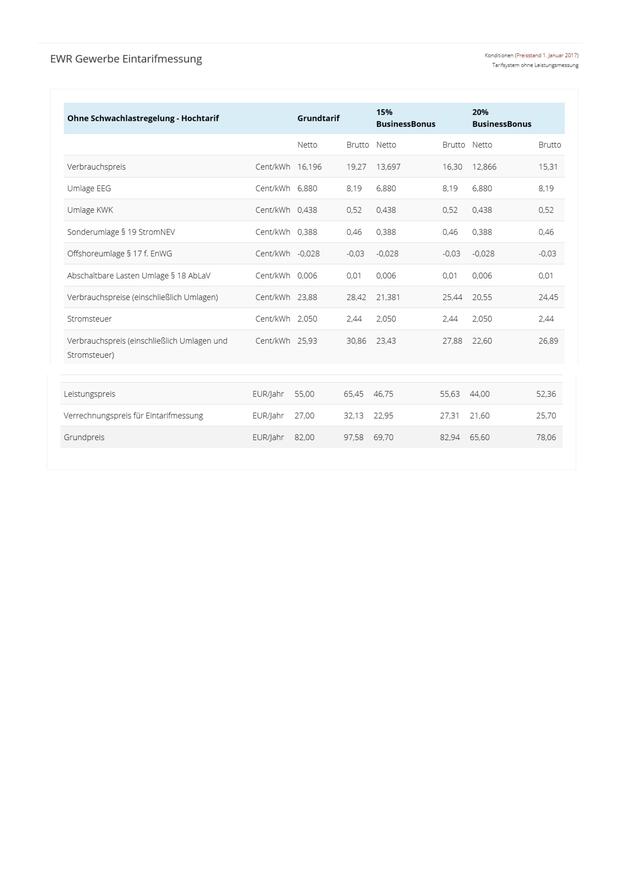 EWR Gewerbe Eintarifmessung
Konditionen (Preisstand 1. Januar 2017)
Tarifsystem ohne Leistungsmessung
Ohne Schwachlastregelung - Hochtarif Grundtarif 15% BusinessBonus 20% BusinessBonus
Netto Brutto Netto Brutto Netto Brutto
Verbrauchspreis Cent/kWh 16,196 19,27 13,697 16,30 12,866 15,31
Umlage EEG Cent/kWh 6,880 8,19 6,880 8,19 6,880 8,19
Umlage KWK Cent/kWh 0,438 0,52 0,438 0,52 0,438 0,52
Sonderumlage § 19 StromNEV Cent/kWh 0,388 0,46 0,388 0,46 0,388 0,46
Offshoreumlage § 17 f. EnWG Cent/kWh -0,028 -0,03 -0,028 -0,03 -0,028 -0,03
Abschaltbare Lasten Umlage § 18 AbLaV Cent/kWh 0,006 0,01 0,006 0,01 0,006 0,01
Verbrauchspreise (einschließlich Umlagen) Cent/kWh 23,88 28,42 21,381 25,44 20,55 24,45
Stromsteuer Cent/kWh 2,050 2,44 2,050 2,44 2,050 2,44
Verbrauchspreis (einschließlich Umlagen und Cent/kWh 25,93 30,86 23,43 27,88 22,60 26,89
Stromsteuer)
Leistungspreis EUR/Jahr 55,00 65,45 46,75 55,63 44,00 52,36
Verrechnungspreis für Eintarifmessung EUR/Jahr 27,00 32,13 22,95 27,31 21,60 25,70
Grundpreis EUR/Jahr 82,00 97,58 69,70 82,94 65,60 78,06